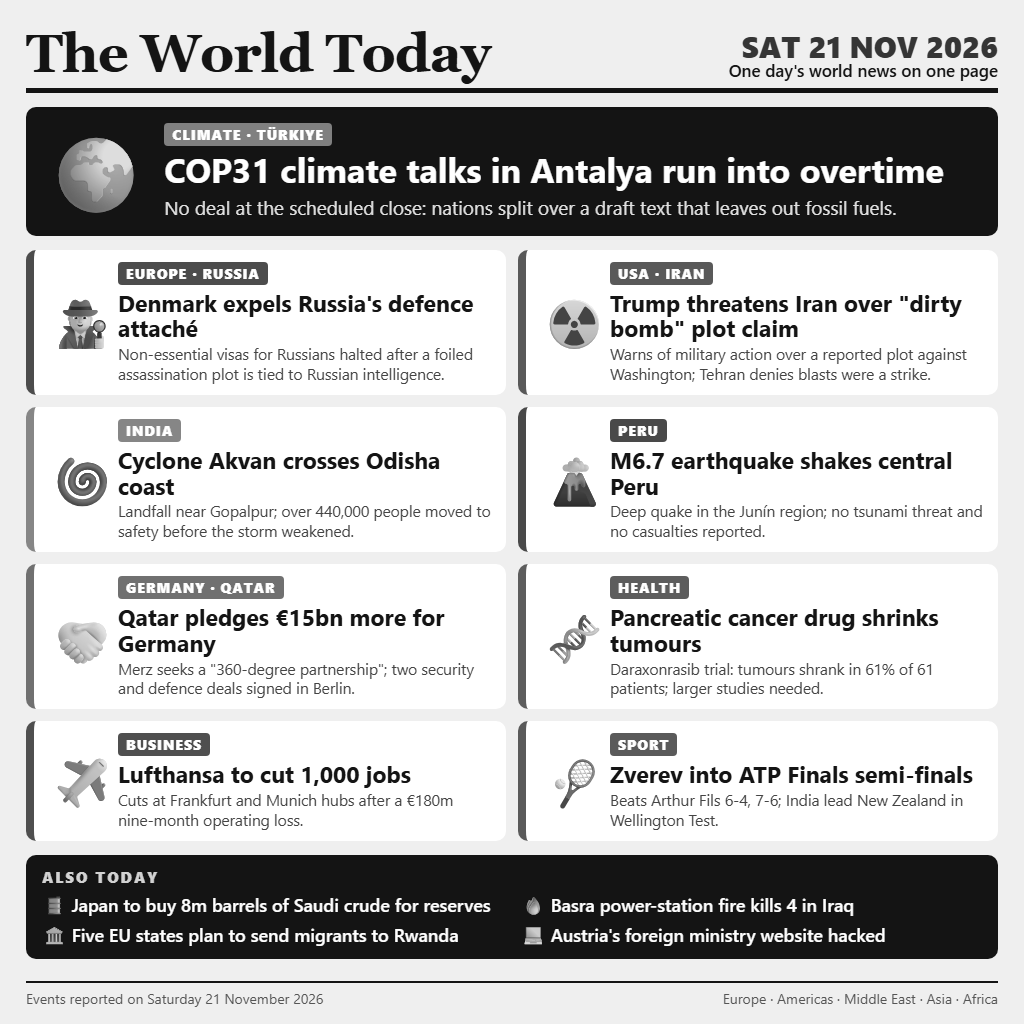 The World Today
SAT 21 NOV 2026
One day's world news on one page
CLIMATE · TÜRKIYE
COP31 climate talks in Antalya run into overtime
No deal at the scheduled close: nations split over a draft text that leaves out fossil fuels.
EUROPE · RUSSIA
Denmark expels Russia's defence
attaché
Non-essential visas for Russians halted after a foiled
assassination plot is tied to Russian intelligence.
USA · IRAN
Trump threatens Iran over "dirty
bomb" plot claim
Warns of military action over a reported plot against
Washington; Tehran denies blasts were a strike.
INDIA
Cyclone Akvan crosses Odisha
coast
Landfall near Gopalpur; over 440,000 people moved to
safety before the storm weakened.
PERU
M6.7 earthquake shakes central
Peru
Deep quake in the Junín region; no tsunami threat and
no casualties reported.
GERMANY · QATAR
Qatar pledges €15bn more for
Germany
Merz seeks a "360-degree partnership"; two security
and defence deals signed in Berlin.
HEALTH
Pancreatic cancer drug shrinks
tumours
Daraxonrasib trial: tumours shrank in 61% of 61
patients; larger studies needed.
BUSINESS
Lufthansa to cut 1,000 jobs
Cuts at Frankfurt and Munich hubs after a €180m
nine-month operating loss.
SPORT
Zverev into ATP Finals semi-finals
Beats Arthur Fils 6-4, 7-6; India lead New Zealand in
Wellington Test.
ALSO TODAY
Japan to buy 8m barrels of Saudi crude for reserves
Basra power-station fire kills 4 in Iraq
Five EU states plan to send migrants to Rwanda
Austria's foreign ministry website hacked
Events reported on Saturday 21 November 2026
Europe · Americas · Middle East · Asia · Africa